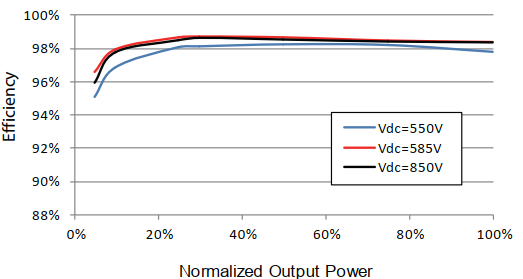 100%
98%
96%
94%
92%
90%
88%
Efficiency
Vdc=550V
Vdc=585V
Vdc=850V
0% 20% 40% 60% 80% 100%
Normalized Output Power